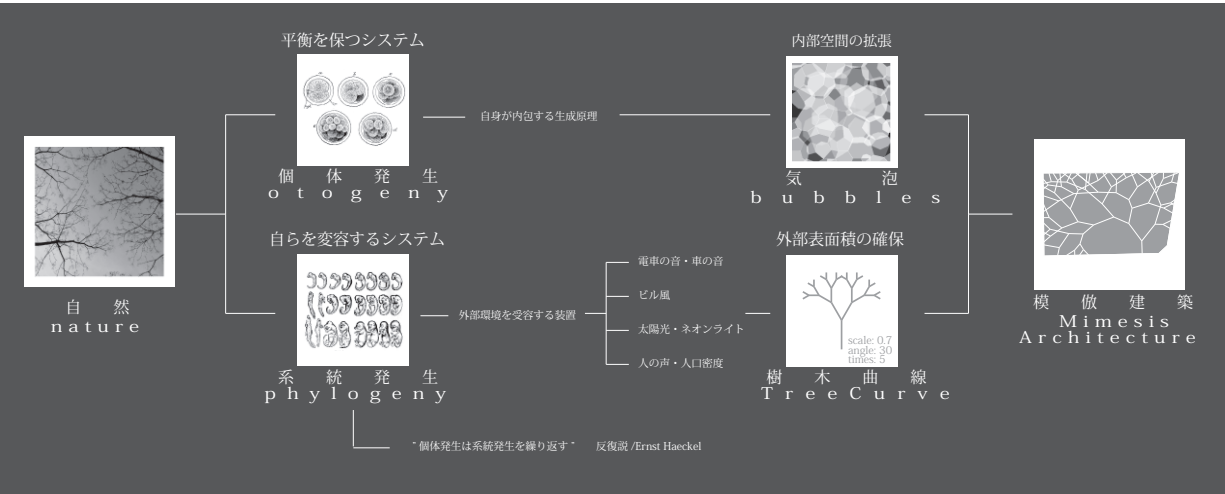 自然
nature
平衡を保つシステム
個体発生
otogeny
自身が内包する生成原理
内部空間の拡張
気泡
bubbles
自らを変容するシステム
系統発生
phylogeny
外部環境を受容する装置
電車の音・車の音
ビル風
太陽光・ネオンライト
人の声・人口密度
外部表面積の確保
scale: 0.7
angle: 30
times: 5
樹木曲線
TreeCurve
模倣建築
Mimesis
Architecture
"個体発生は系統発生を繰り返す" 反復説 /Ernst Haeckel